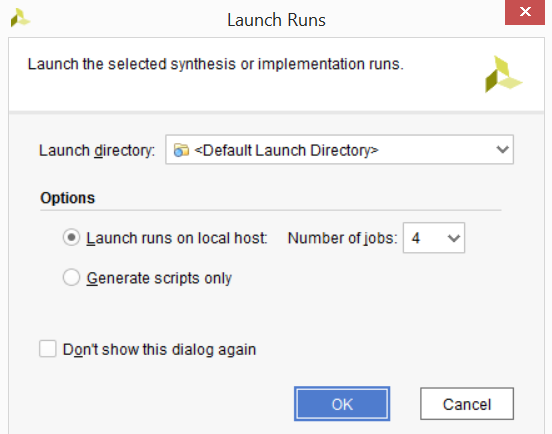 Launch Runs
Launch the selected synthesis or implementation runs.
Launch directory: <Default Launch Directory>
Options
Launch runs on local host: Number of jobs: 4
Generate scripts only
Don't show this dialog again
OK Cancel